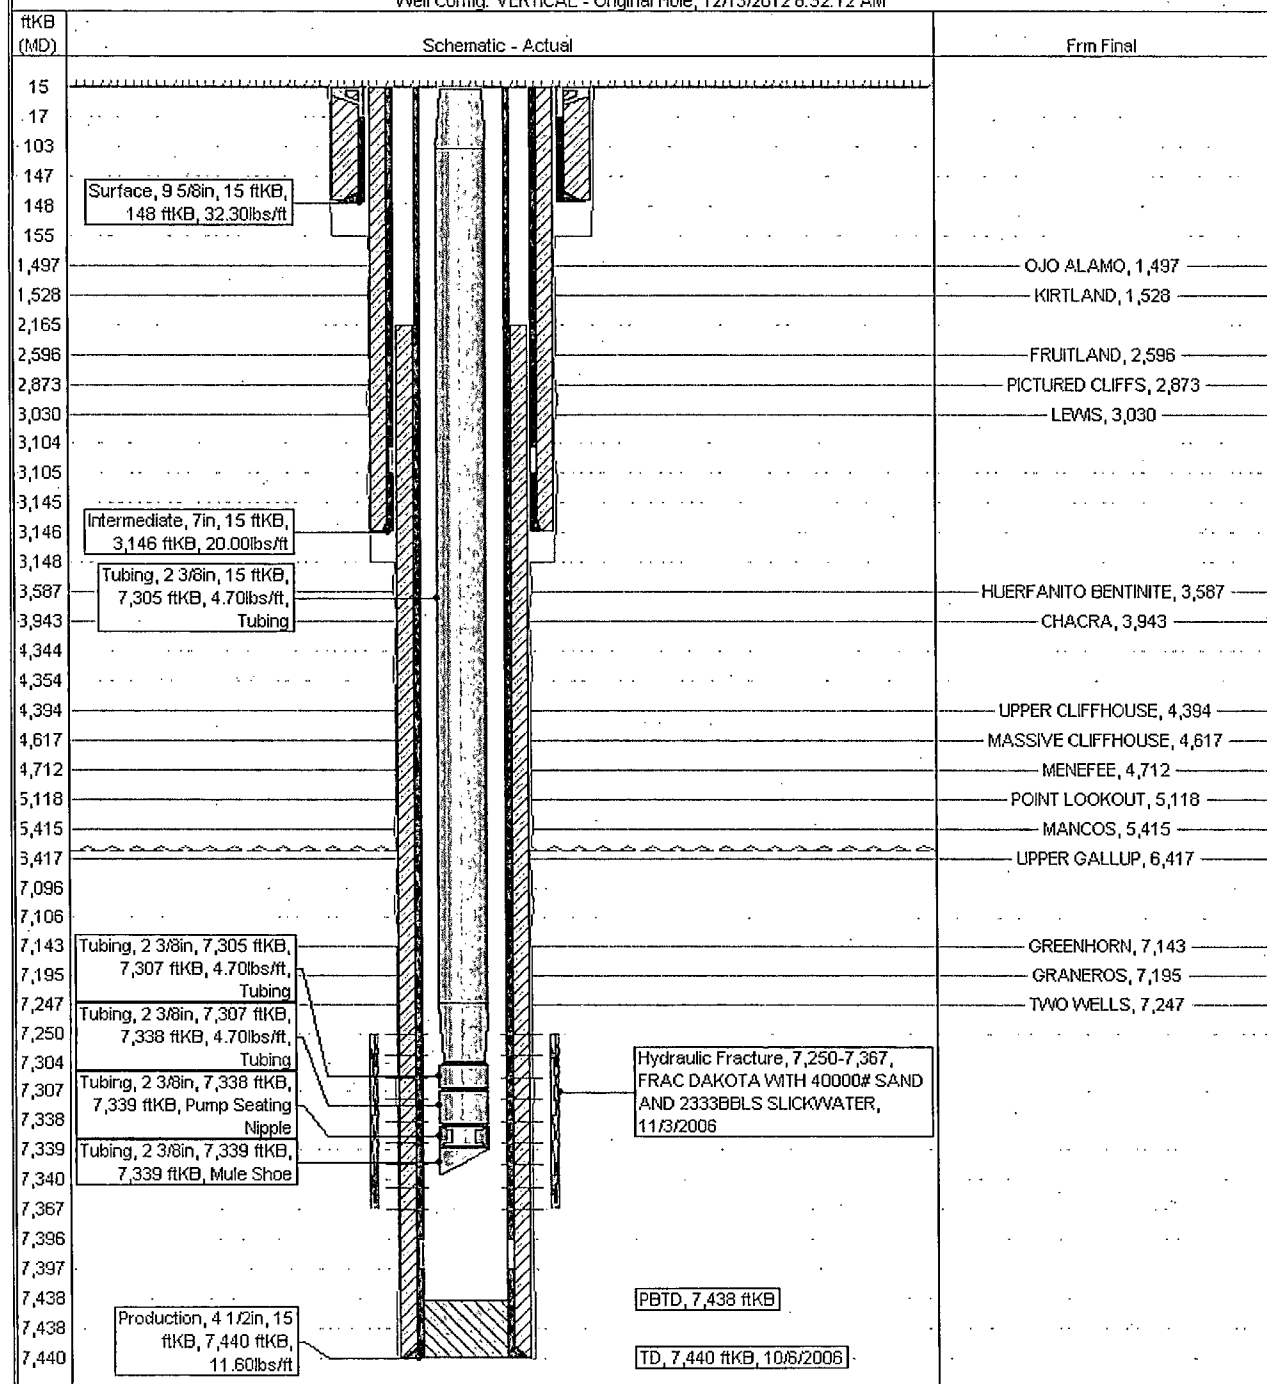 Well Config: VERTICAL - Original Hole, 12/13/2012 8:52:12 AM
ftKB
(MD)
Schematic - Actual
Frm Final
15
17
103
147
148
155
1,497
1,528
2,165
2,596
2,873
3,030
3,104
3,105
3,145
3,146
3,148
3,587
3,943
4,344
4,354
4,394
4,617
4,712
5,118
5,415
6,417
7,096
7,106
7,143
7,195
7,247
7,250
7,304
7,307
7,338
7,339
7,340
7,367
7,396
7,397
7,438
7,438
7,440
Surface, 9 5/8in, 15 ftKB,
148 ftKB, 32.30lbs/ft
Intermediate, 7in, 15 ftKB,
3,146 ftKB, 20.00lbs/ft
Tubing, 2 3/8in, 15 ftKB,
7,305 ftKB, 4.70lbs/ft,
Tubing
Tubing, 2 3/8in, 7,305 ftKB,
7,307 ftKB, 4.70lbs/ft,
Tubing
Tubing, 2 3/8in, 7,307 ftKB,
7,338 ftKB, 4.70lbs/ft,
Tubing
Tubing, 2 3/8in, 7,338 ftKB,
7,339 ftKB, Pump Seating
Nipple
Tubing, 2 3/8in, 7,339 ftKB,
7,339 ftKB, Mule Shoe
Production, 4 1/2in, 15
ftKB, 7,440 ftKB,
11.60lbs/ft
Hydraulic Fracture, 7,250-7,367,
FRAC DAKOTA WITH 40000# SAND
AND 2333BBLS SLICKWATER,
11/3/2006
PBTD, 7,438 ftKB
TD, 7,440 ftKB, 10/6/2006
OJO ALAMO, 1,497
KIRTLAND, 1,528
FRUITLAND, 2,596
PICTURED CLIFFS, 2,873
LEWIS, 3,030
HUERFANITO BENTINITE, 3,587
CHACRA, 3,943
UPPER CLIFFHOUSE, 4,394
MASSIVE CLIFFHOUSE, 4,617
MENEFEE, 4,712
POINT LOOKOUT, 5,118
MANCOS, 5,415
UPPER GALLUP, 6,417
GREENHORN, 7,143
GRANEROS, 7,195
TWO WELLS, 7,247